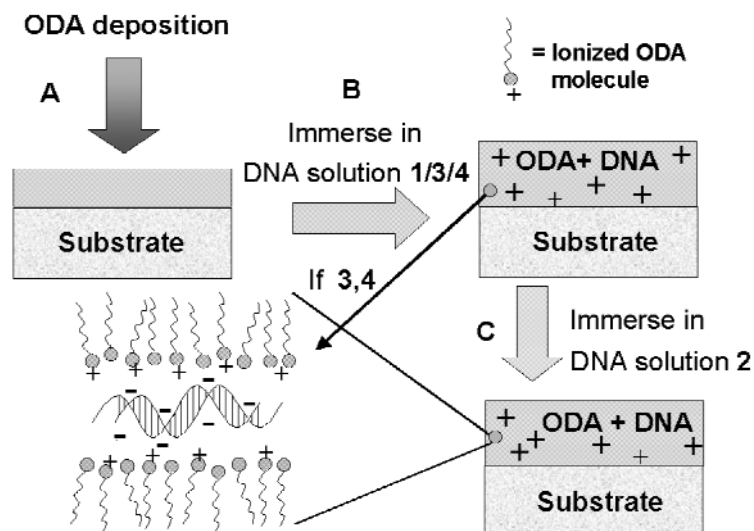 ODA deposition
A
= Ionized ODA
molecule
+
B
Immerse in
DNA solution 1/3/4
ODA+ DNA
Substrate
Substrate
If 3,4
C
Immerse in
DNA solution 2
ODA + DNA
Substrate